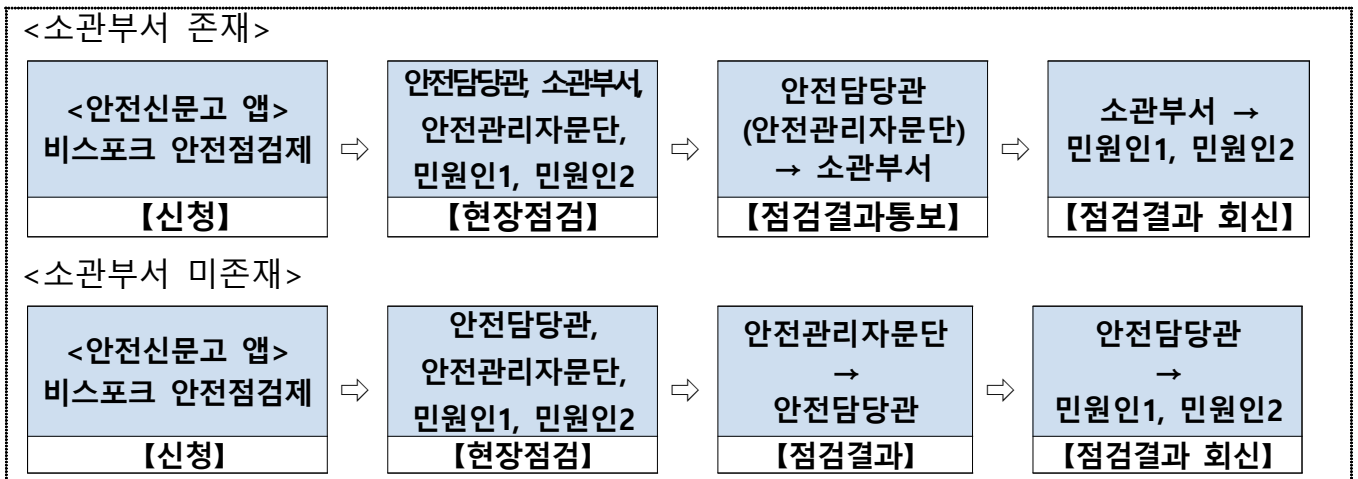 <소관부서 존재>
<안전신문고 앱>
비스포크 안전점검제
【신청】
안전담당관, 소관부서,
안전관리자문단,
민원인1, 민원인2
【현장점검】
안전담당관
(안전관리자문단)
→ 소관부서
【점검결과통보】
소관부서 →
민원인1, 민원인2
【점검결과 회신】
<소관부서 미존재>
<안전신문고 앱>
비스포크 안전점검제
【신청】
안전담당관,
안전관리자문단,
민원인1, 민원인2
【현장점검】
안전관리자문단
→
안전담당관
【점검결과】
안전담당관
→
민원인1, 민원인2
【점검결과 회신】